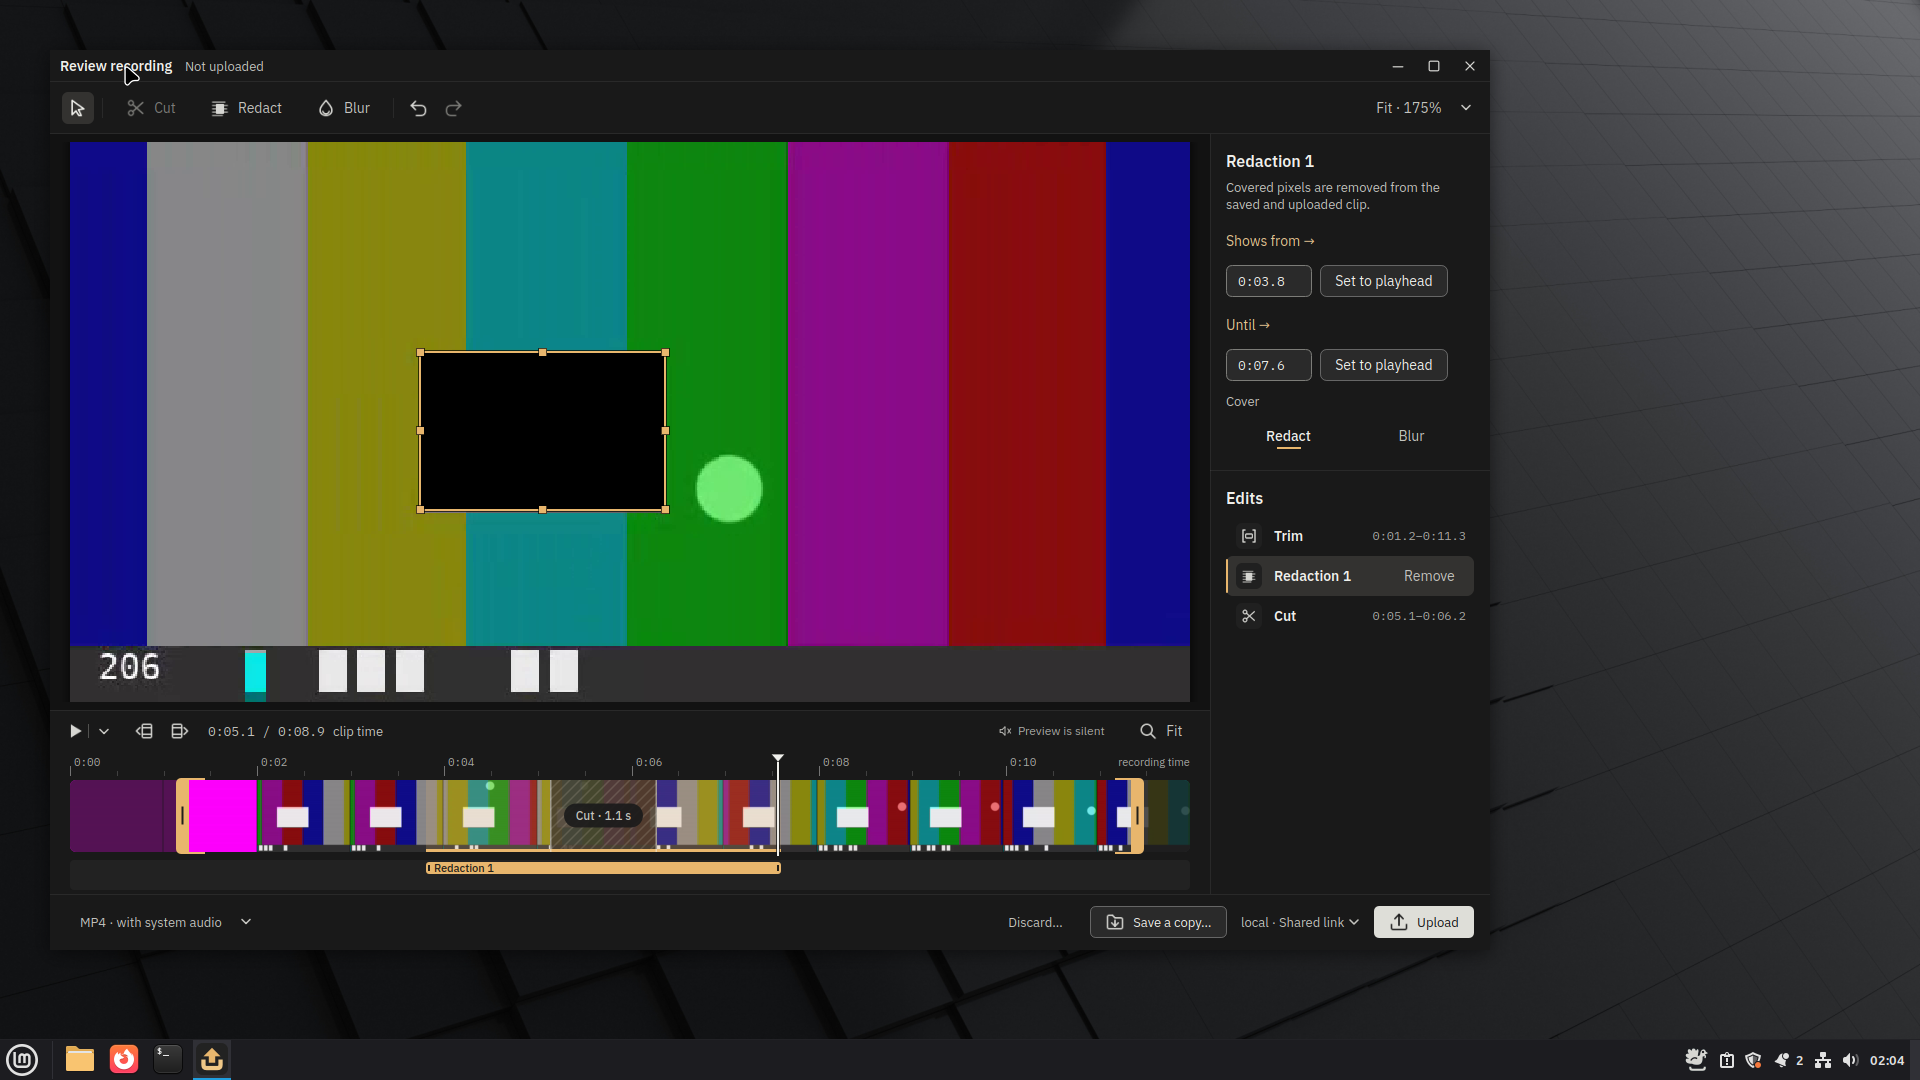 Review recording Not uploaded
Cut Redact Blur Fit · 175%
Redaction 1
Covered pixels are removed from the
saved and uploaded clip.
Shows from →
0:03.8 Set to playhead
Until →
0:07.6 Set to playhead
Cover
Redact Blur
Edits
Trim 0:01.2–0:11.3
Redaction 1 Remove
Cut 0:05.1–0:06.2
206
0:05.1 / 0:08.9 clip time Preview is silent Fit
0:00 0:02 0:04 0:06 0:08 0:10 recording time
Cut · 1.1 s
Redaction 1
MP4 · with system audio Discard... Save a copy... local · Shared link Upload
$_ 2 02:04